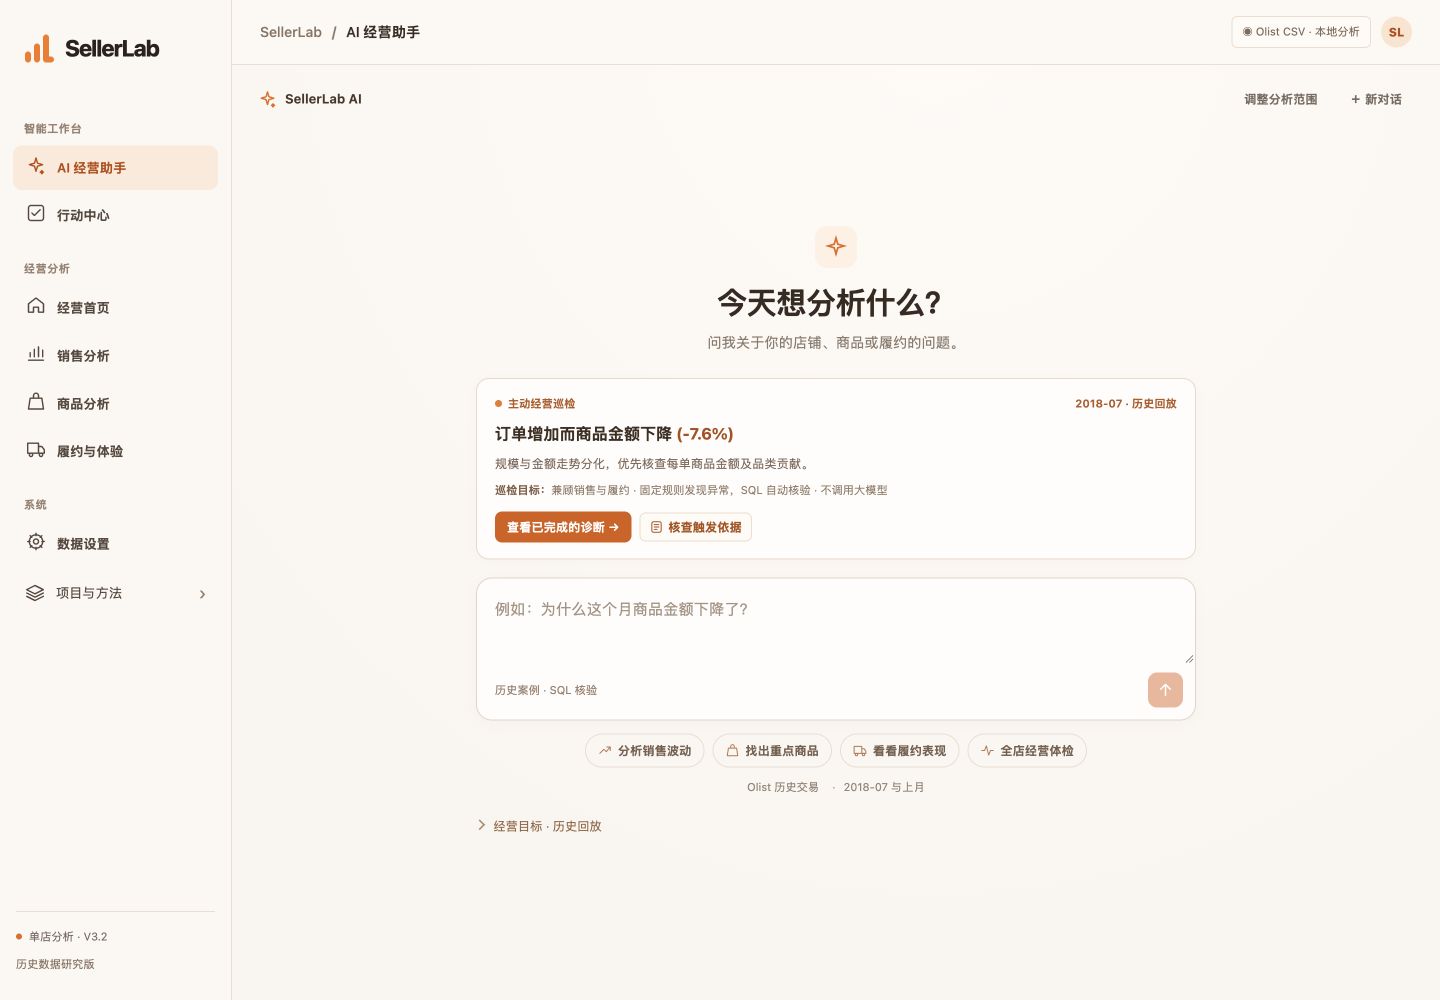 SellerLab
智能工作台
AI 经营助手
行动中心
经营分析
经营首页
销售分析
商品分析
履约与体验
系统
数据设置
项目与方法
单店分析 · V3.2
历史数据研究版
SellerLab / AI 经营助手
Olist CSV · 本地分析
SL
SellerLab AI
调整分析范围
+ 新对话
今天想分析什么?
问我关于你的店铺、商品或履约的问题。
主动经营巡检
2018-07 · 历史回放
订单增加而商品金额下降 (-7.6%)
规模与金额走势分化，优先核查每单商品金额及品类贡献。
巡检目标：兼顾销售与履约 · 固定规则发现异常，SQL 自动核验 · 不调用大模型
查看已完成的诊断 →
核查触发依据
例如：为什么这个月商品金额下降了?
历史案例 · SQL 核验
分析销售波动
找出重点商品
看看履约表现
全店经营体检
Olist 历史交易 · 2018-07 与上月
经营目标 · 历史回放